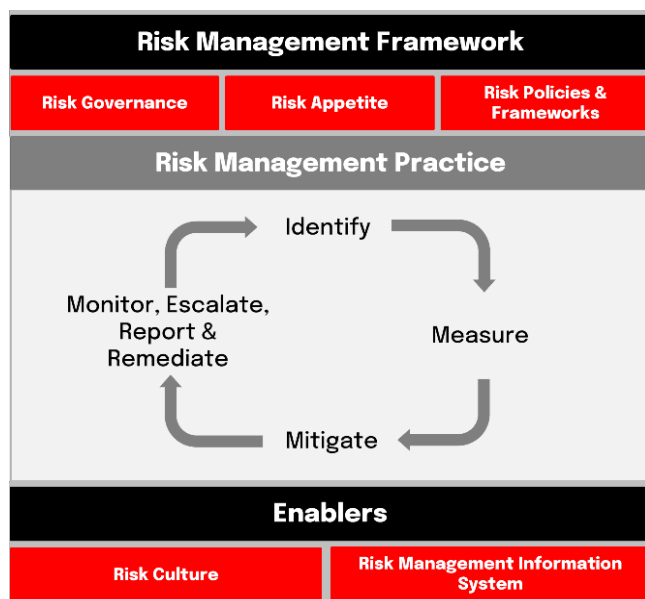 Risk Management Framework
Risk Governance
Risk Appetite
Risk Policies &
Frameworks
Risk Management Practice
Identify
Measure
Mitigate
Monitor, Escalate,
Report &
Remediate
Enablers
Risk Culture
Risk Management Information
System